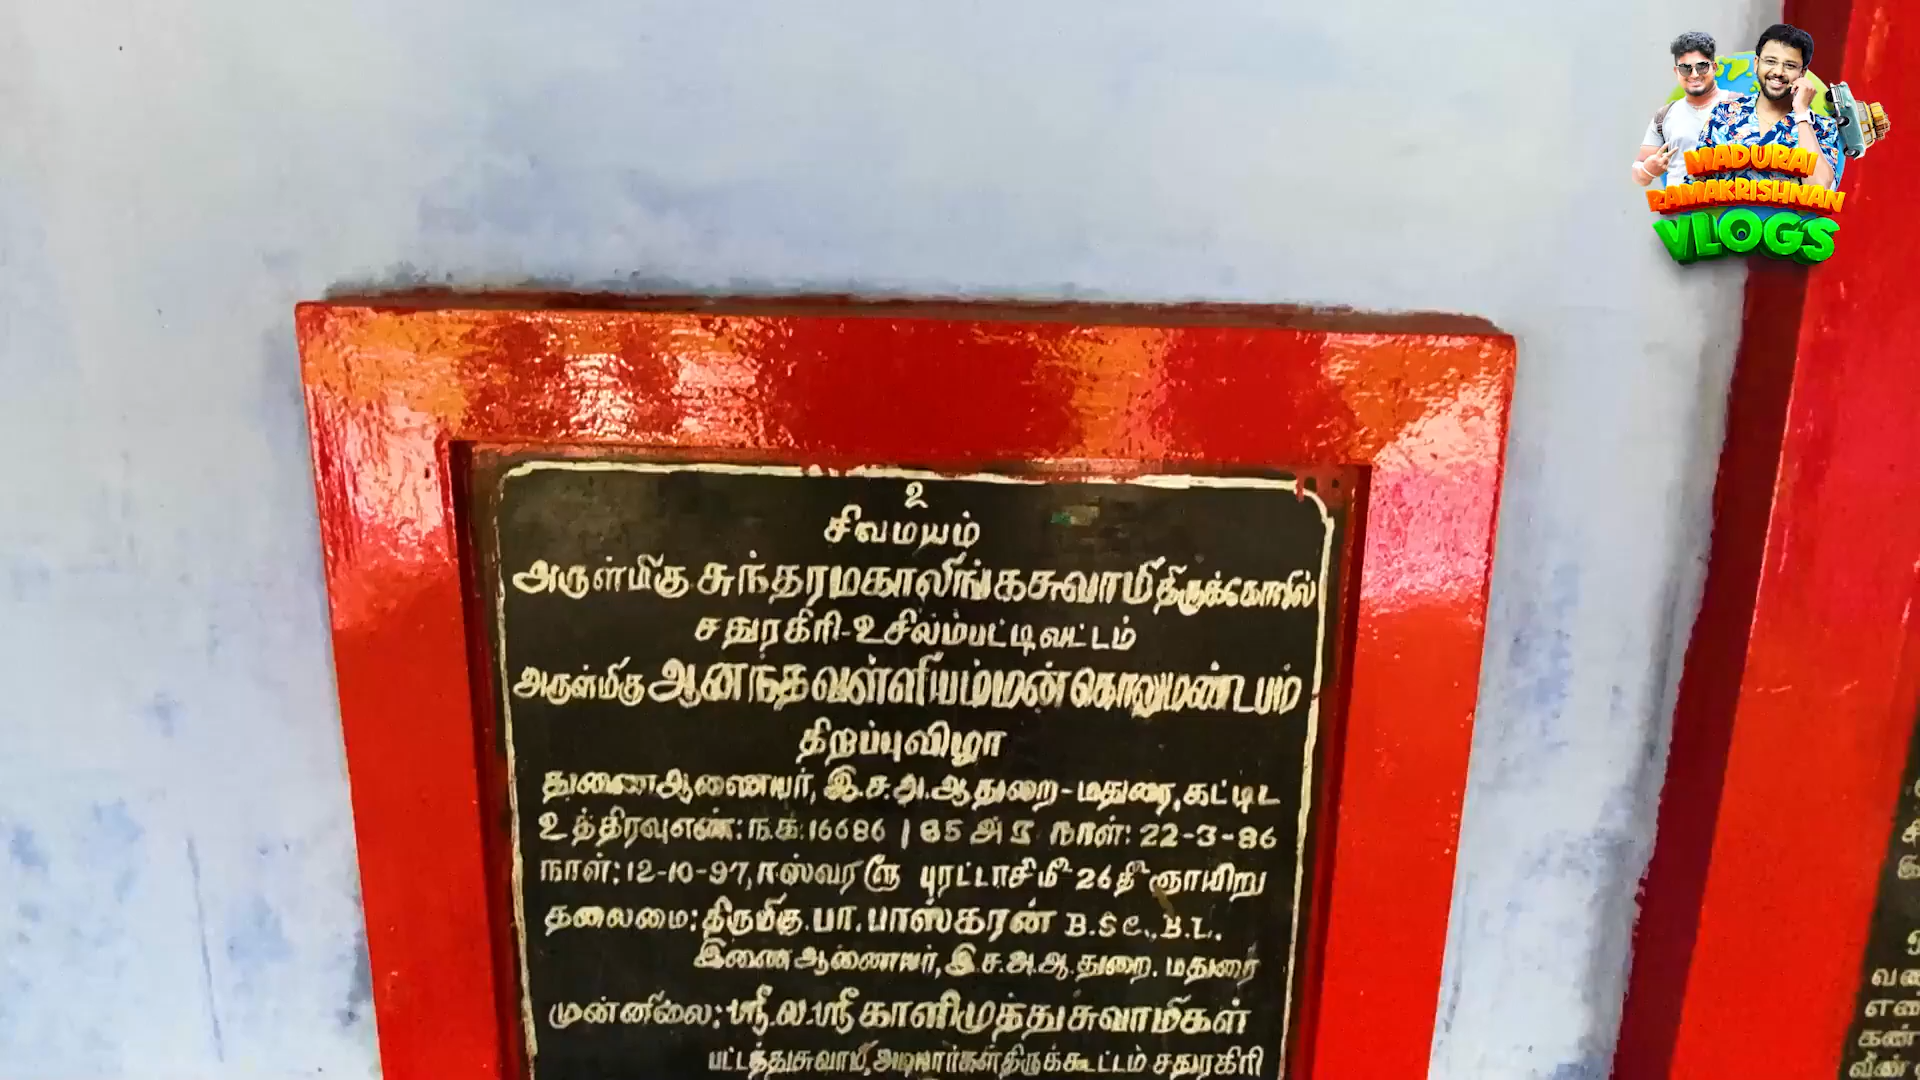 உ
சிவமயம்
அருள்மிகு சுந்தரமகாலிங்கசுவாமி திருக்கோயில்
சதுரகிரி-உசிலம்பட்டி வட்டம்
அருள்மிகு ஆனந்தவள்ளியம்மன் கொலுமண்டபம்
திறப்புவிழா
துணைஆணையர், இ.ச.அ.ஆ துறை-மதுரை, கட்டிட
உத்திரவுஎண்: ந.க: 16686 / 85 அ5 நாள்: 22-3-86
நாள்: 12-10-97, ஈஸ்வர௵ புரட்டாசிமீ 26தீ ஞாயிறு
தலைமை: திருமிகு. பா. பாஸ்கரன் B.Sc., B.L.
இணை ஆணையர், இ.ச.அ.ஆ. துறை. மதுரை
முன்னிலை: ஸ்ரீ.ல.ஸ்ரீ காளிமுத்துசுவாமிகள்
பட்டத்துசுவாமி, அடியார்கள் திருக்கூட்டம் சதுரகிரி
MADURAI
RAMAKRISHNAN
VLOGS